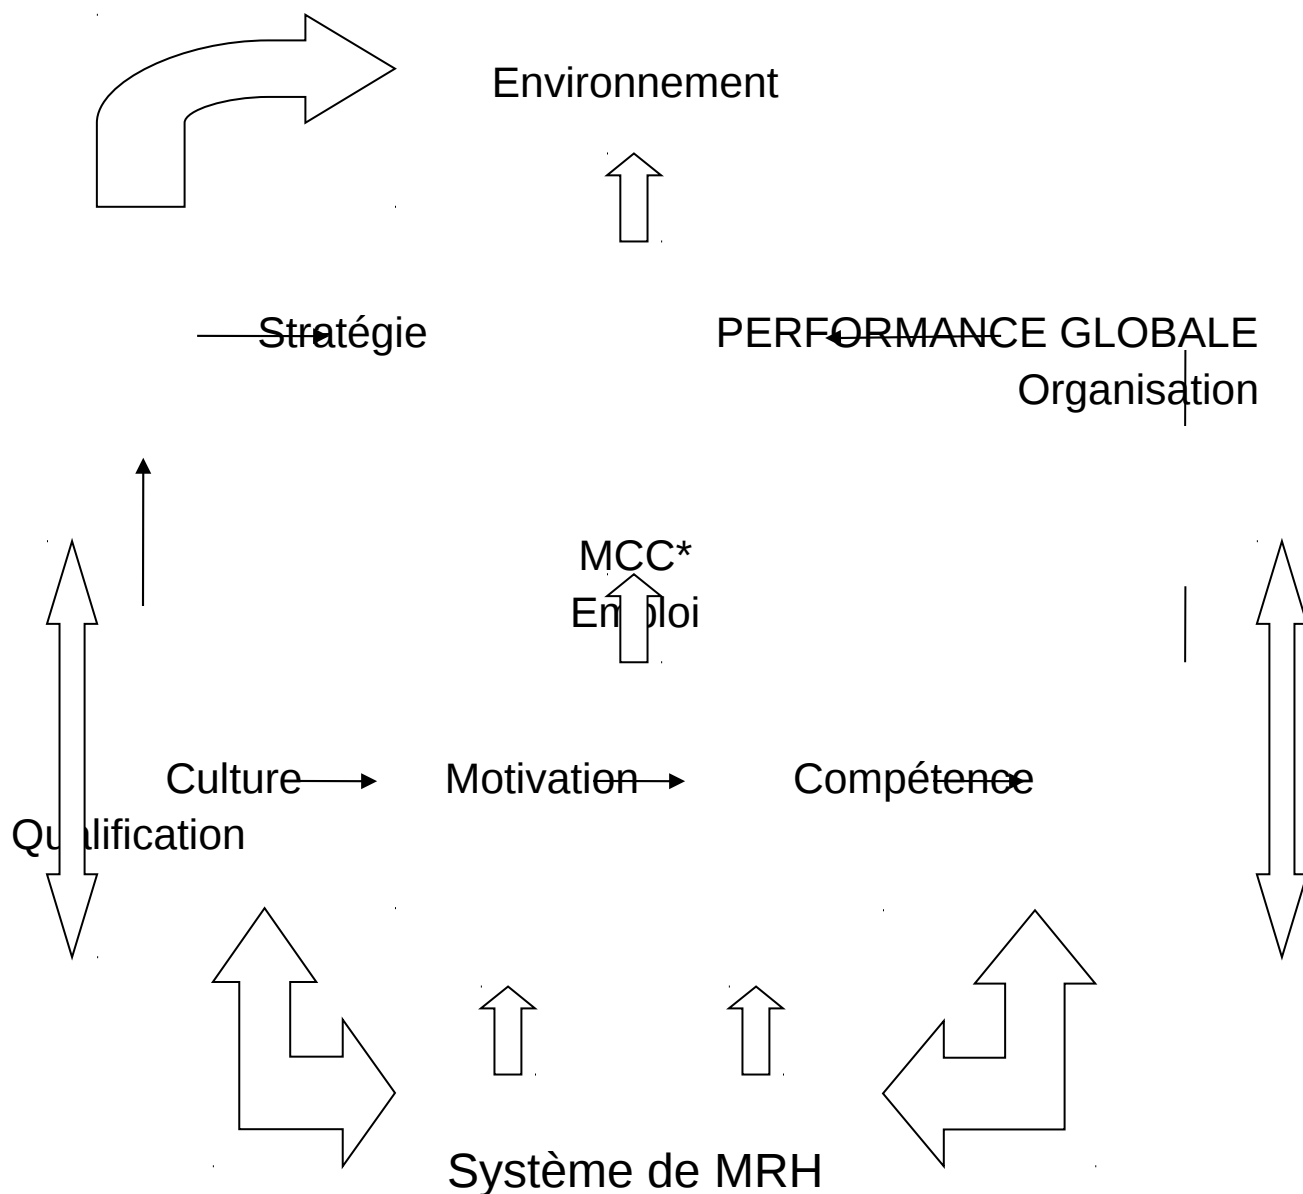 Environnement
Stratégie PERFORMANCE GLOBALE
Organisation
MCC*
Emploi
Culture Motivation Compétence
Qualification
Système de MRH